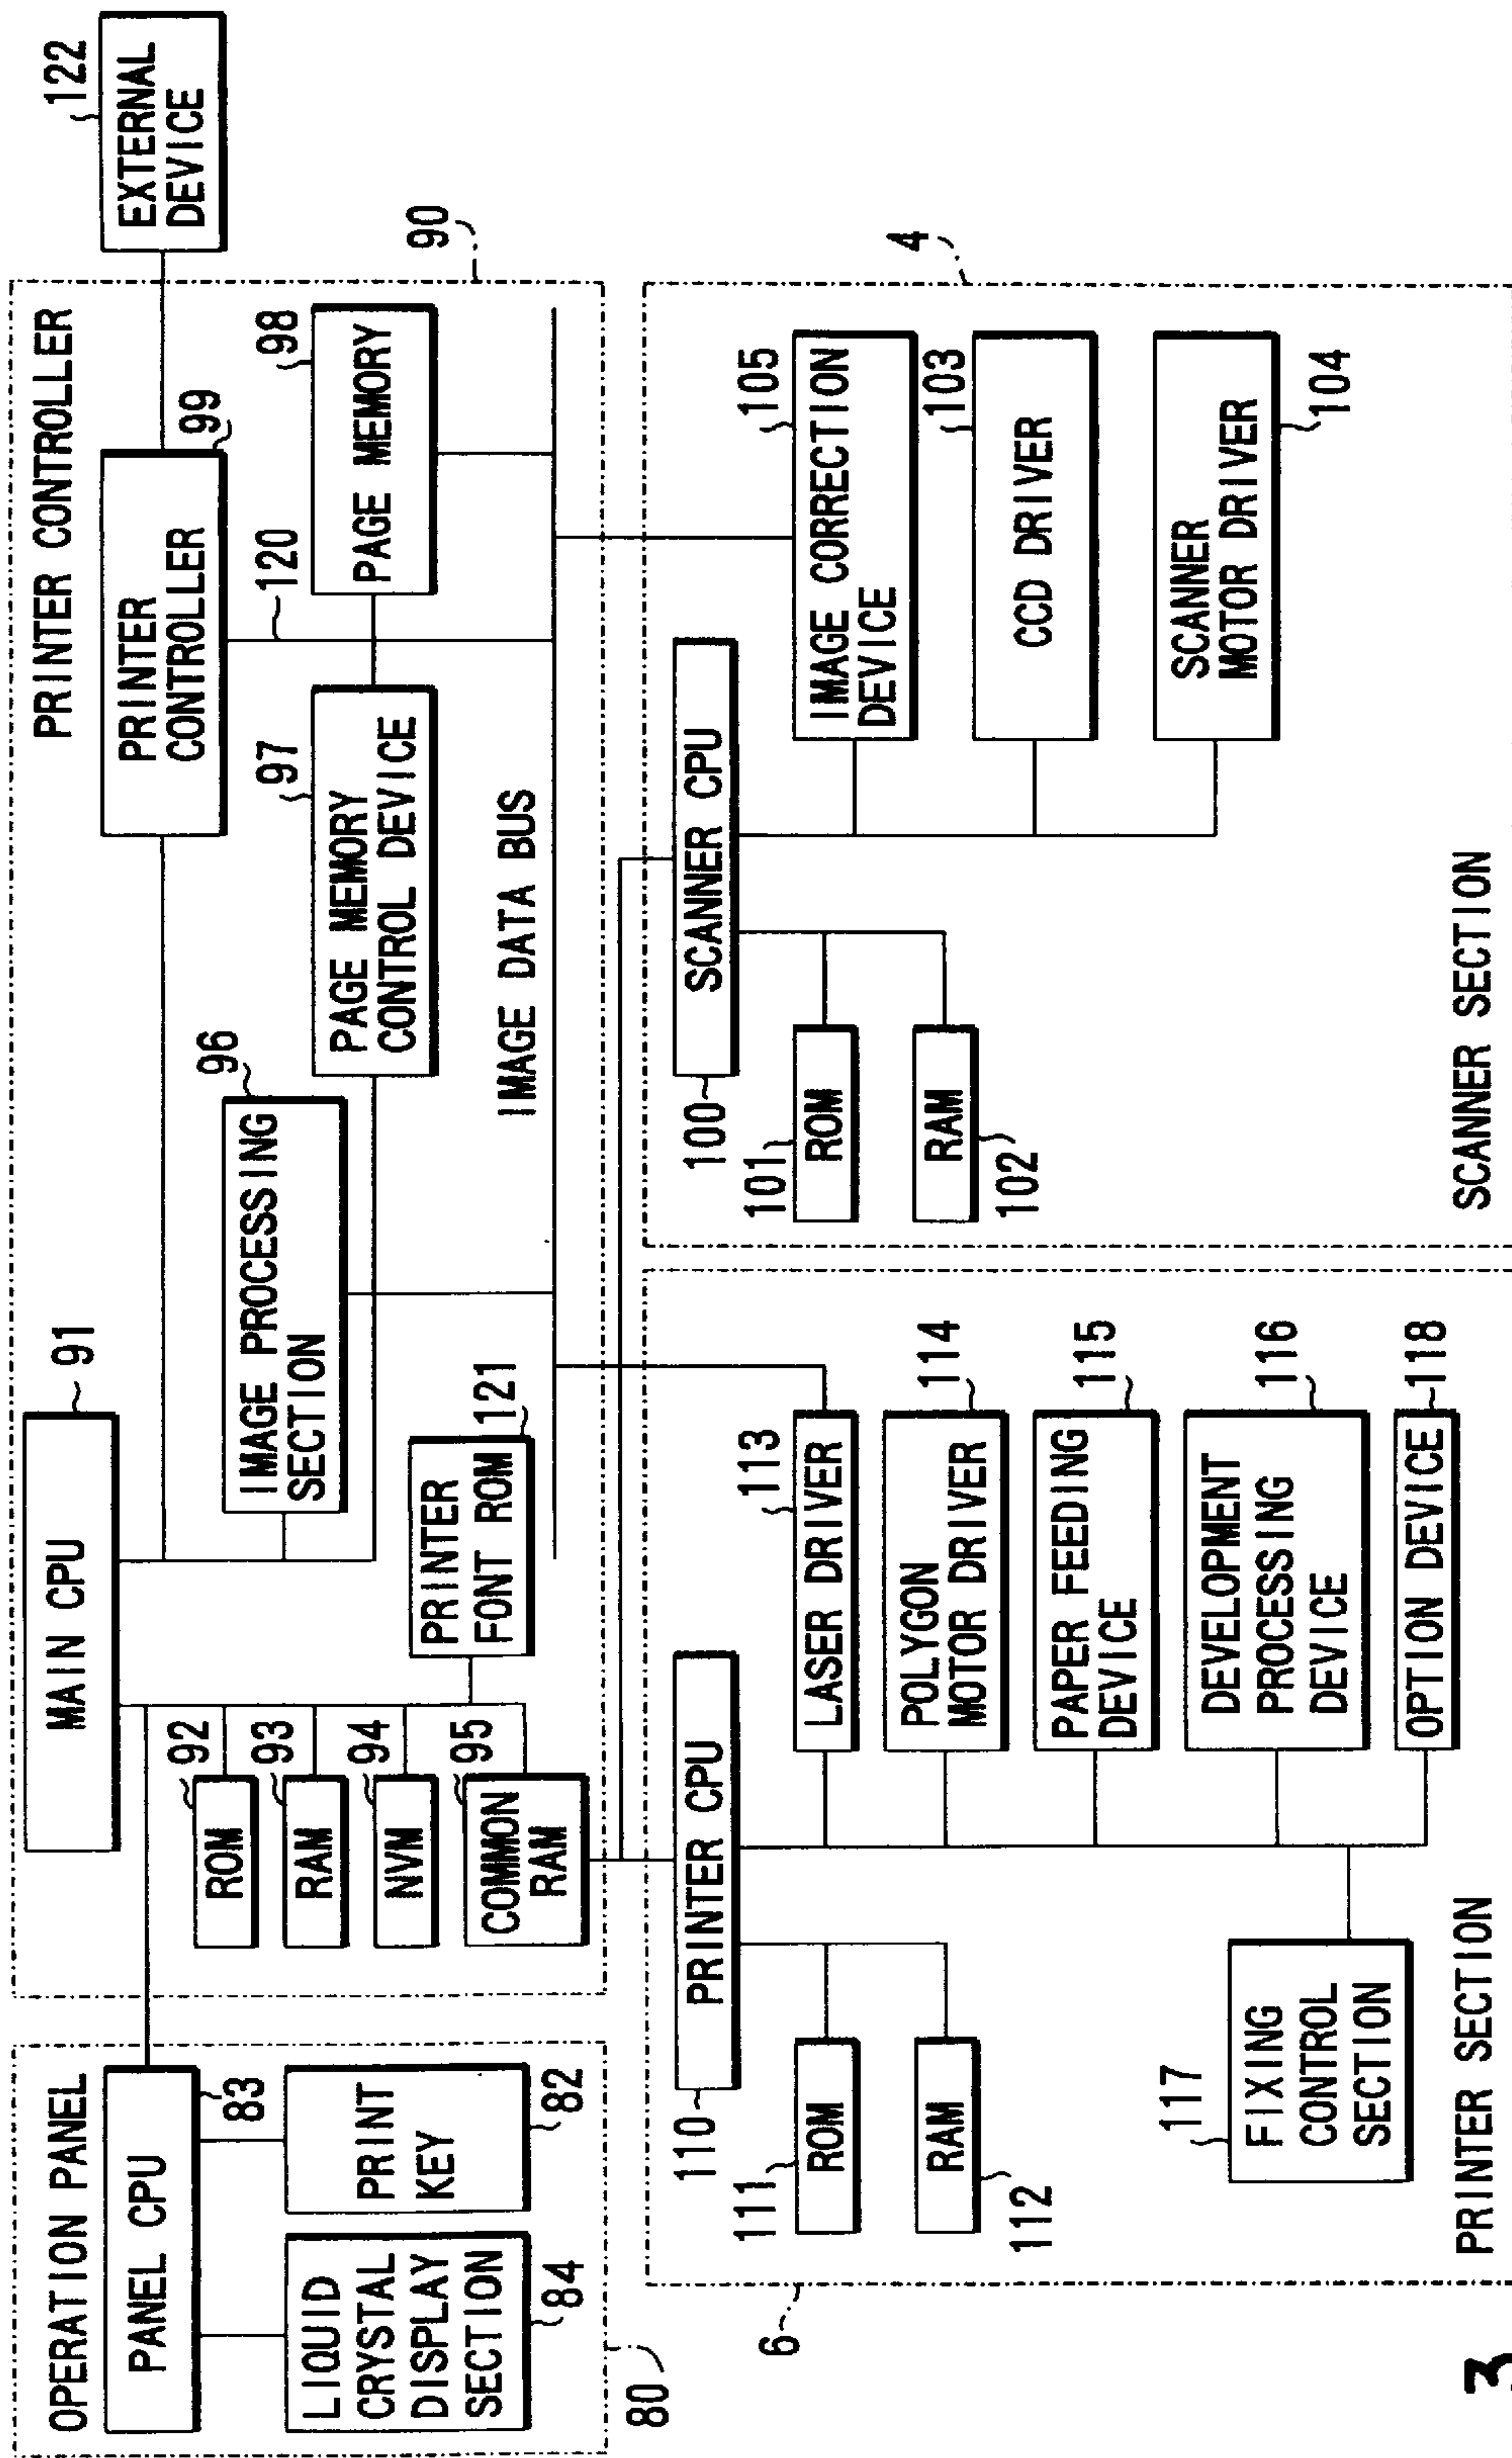 OPERATION PANEL
PANEL CPU
83
LIQUID
CRYSTAL
DISPLAY
SECTION
84
PRINT
KEY
82
80
PRINTER CONTROLLER
90
MAIN CPU
91
ROM
92
RAM
93
NVM
94
COMMON
RAM
95
PRINTER
FONT ROM
121
IMAGE PROCESSING
SECTION
96
PAGE MEMORY
CONTROL DEVICE
97
PAGE MEMORY
98
PRINTER
CONTROLLER
99
120
IMAGE DATA BUS
EXTERNAL
DEVICE
122
6
PRINTER CPU
110
ROM
111
RAM
112
LASER DRIVER
113
POLYGON
MOTOR DRIVER
114
PAPER FEEDING
DEVICE
115
DEVELOPMENT
PROCESSING
DEVICE
116
OPTION DEVICE
118
FIXING
CONTROL
SECTION
117
PRINTER SECTION
4
SCANNER CPU
100
ROM
101
RAM
102
IMAGE CORRECTION
DEVICE
105
CCD DRIVER
103
SCANNER
MOTOR DRIVER
104
SCANNER SECTION
3